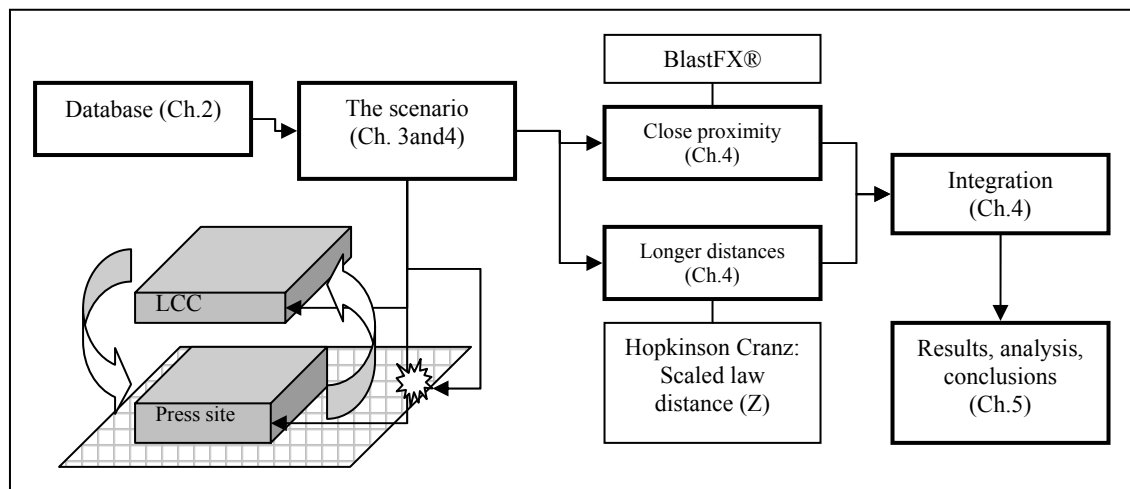 BlastFX®
Database (Ch.2)
The scenario
(Ch. 3and4)
Close proximity
(Ch.4)
Integration
(Ch.4)
Longer distances
(Ch.4)
LCC
Hopkinson Cranz:
Scaled law
distance (Z)
Results, analysis,
conclusions
(Ch.5)
Press site